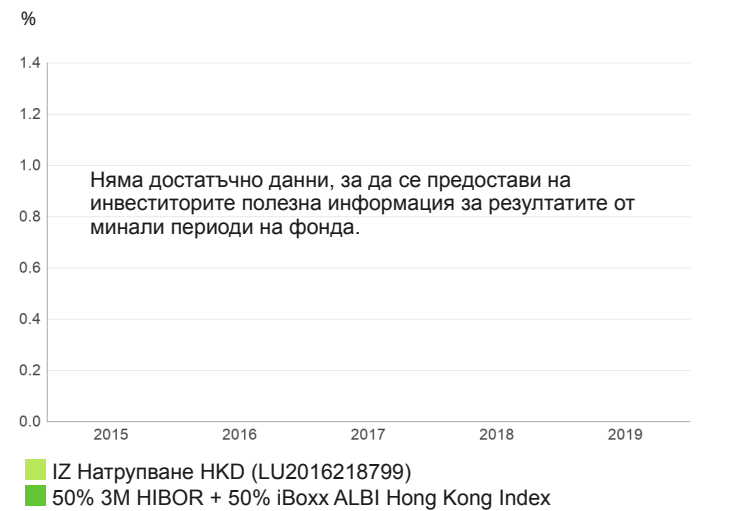 %
1.4
1.2
1.0
Няма достатъчно данни, за да се предостави на
инвеститорите полезна информация за резултатите от
минали периоди на фонда.
0.8
0.6
0.4
0.2
0.0
2015 2016 2017 2018 2019
IZ Натрупване HKD (LU2016218799)
50% 3M HIBOR + 50% iBoxx ALBI Hong Kong Index